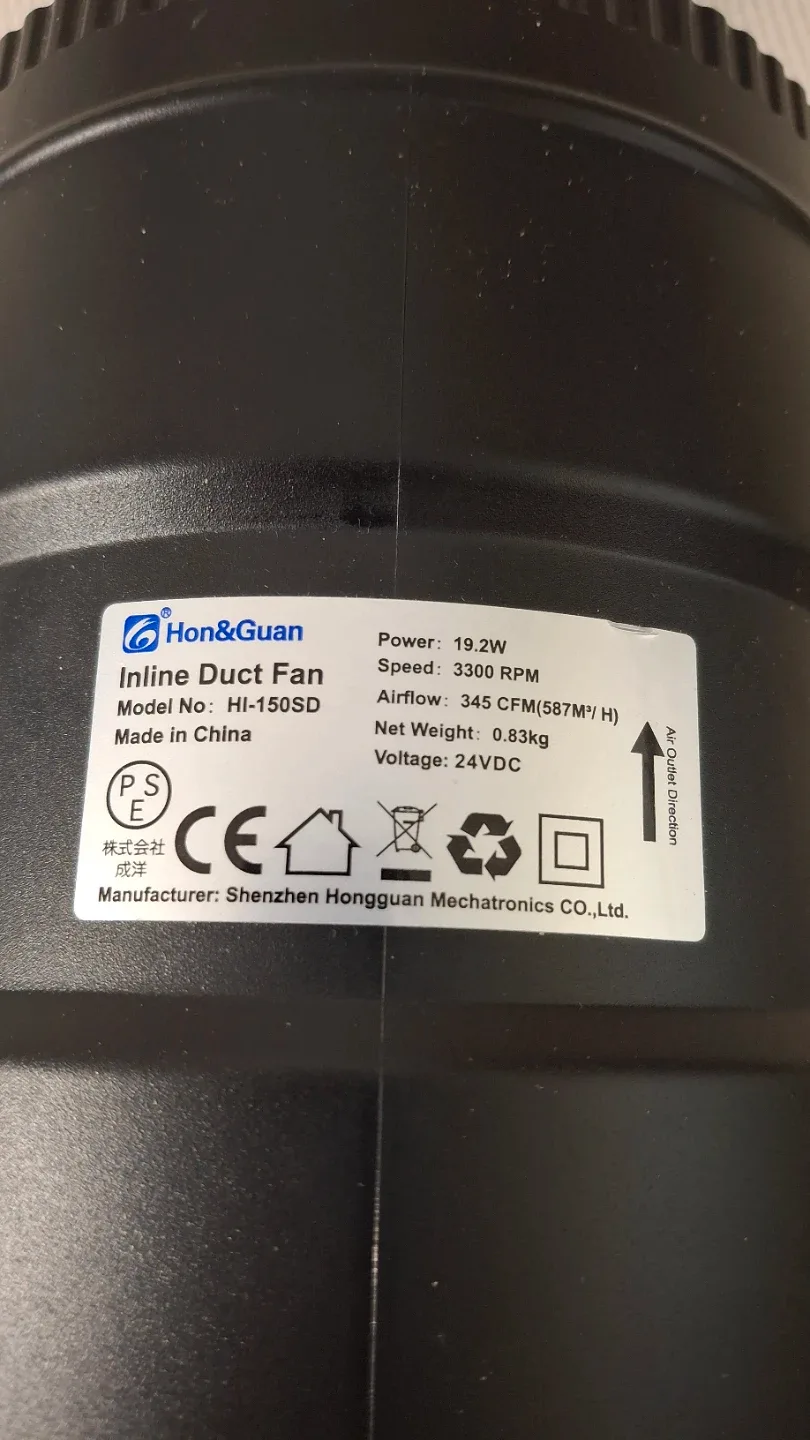 Hon&Guan®
Inline Duct Fan
Model No: HI-150SD
Made in China
Power: 19.2W
Speed: 3300 RPM
Airflow: 345 CFM(587M³/ H)
Net Weight: 0.83kg
Voltage: 24VDC
Air Outlet Direction
P S
E
株式会社
成洋
CE
Manufacturer: Shenzhen Hongguan Mechatronics CO.,Ltd.